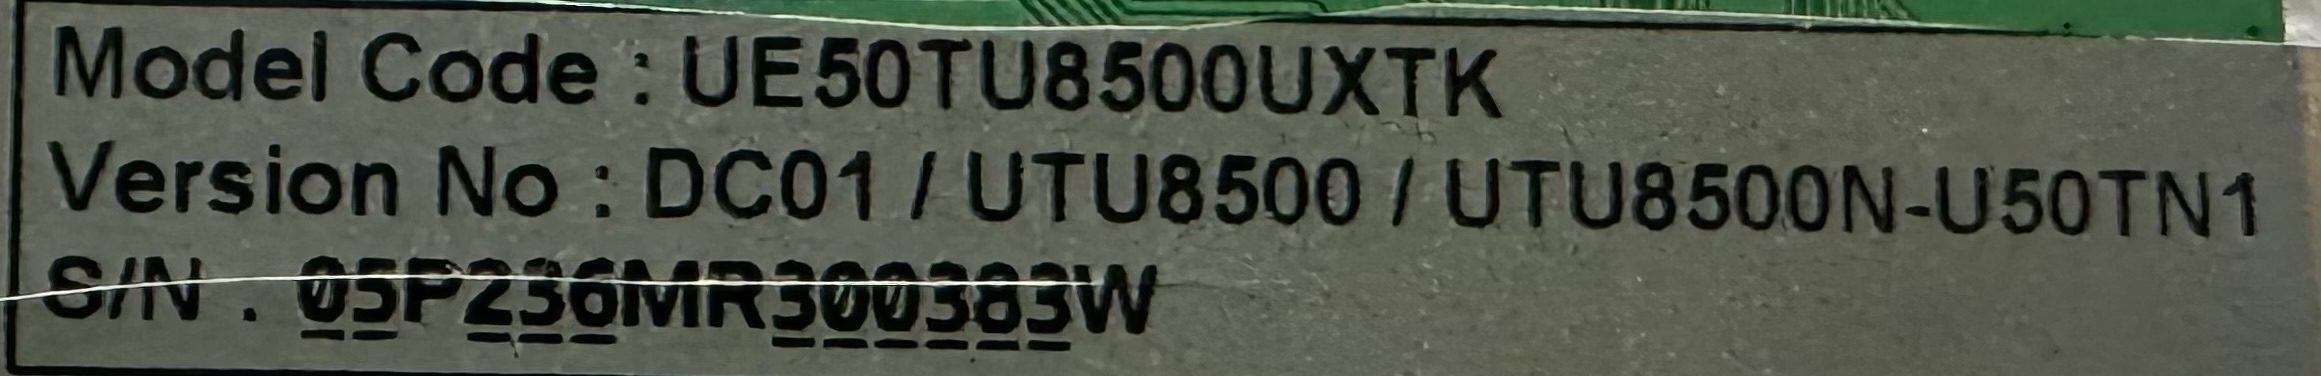 Model Code : UE50TU8500UXTK
Version No : DC01 / UTU8500 / UTU8500N-U50TN1
S/N : 05P236MR300383W